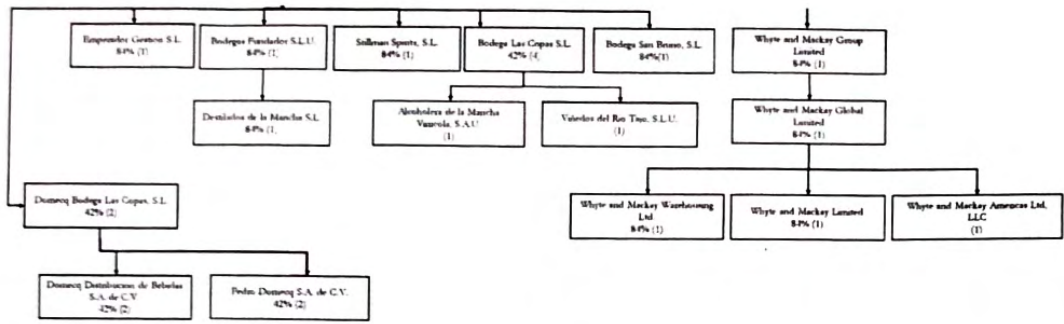 Emprender Gestion S.L.
84% (1)
Bodegas Fundador S.L.U.
84% (1)
Stillman Spirits, S.L.
84% (1)
Bodega Las Copas S.L.
42% (4)
Bodega San Bruno, S.L.
84%(1)
Whyte and Mackay Group
Limited
84% (1)
Destilados de la Mancha S.L.
84% (1)
Alcoholera de la Mancha
Vinicola, S.A.U.
(1)
Viñedos del Rio Tajo, S.L.U.
(1)
Whyte and Mackay Global
Limited
84% (1)
Domecq Bodega Las Copas, S.L.
42% (2)
Whyte and Mackay Warehousing
Ltd
84% (1)
Whyte and Mackay Limited
84% (1)
Whyte and Mackay Americas Ltd,
LLC
(1)
Domecq Distribucion de Bebidas
S.A. de C.V.
42% (2)
Pedro Domecq S.A. de C.V.
42% (2)